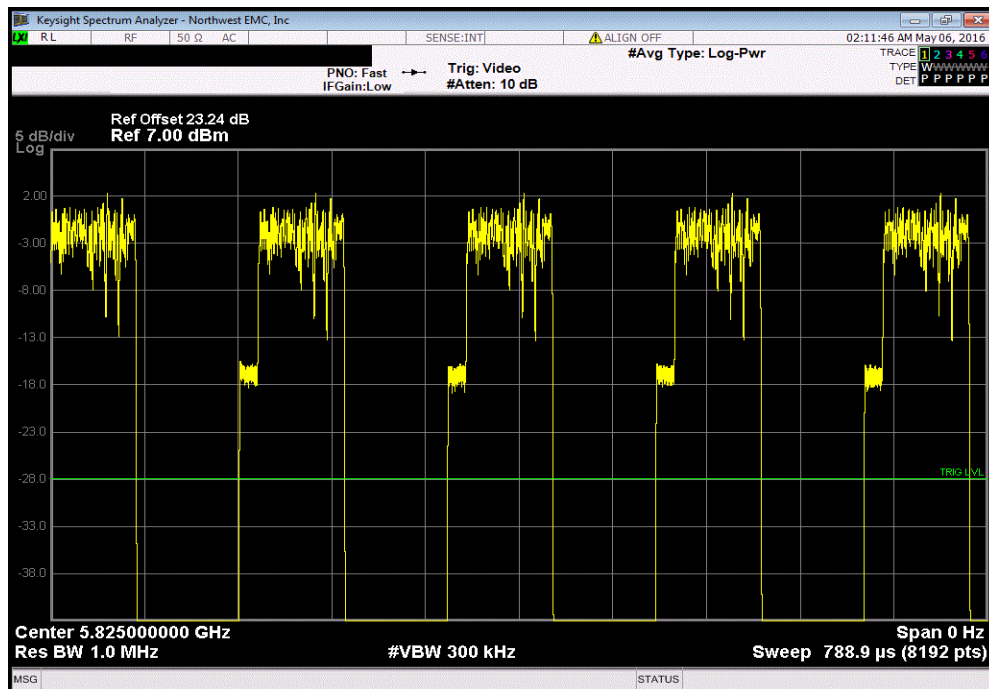 Keysight Spectrum Analyzer - Northwest EMC, Inc
LXI RL RF 50 Ω AC SENSE:INT ALIGN OFF 02:11:46 AM May 06, 2016
#Avg Type: Log-Pwr
TRACE 1 2 3 4 5 6
PNO: Fast Trig: Video
TYPE WWWWWW
IFGain:Low #Atten: 10 dB
DET P P P P P P
Ref Offset 23.24 dB
5 dB/div Ref 7.00 dBm
Log
2.00
-3.00
-8.00
-13.0
-18.0
-23.0
TRIG LVL
-28.0
-33.0
-38.0
Center 5.825000000 GHz Span 0 Hz
Res BW 1.0 MHz #VBW 300 kHz Sweep 788.9 µs (8192 pts)
MSG STATUS